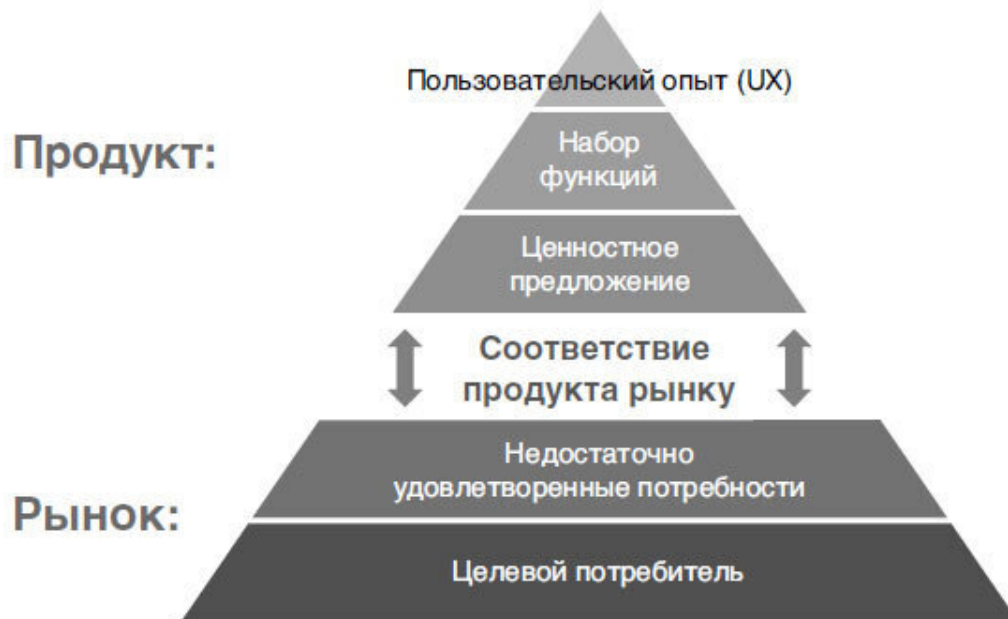 Пользовательский опыт (UX)
Продукт:
Набор
функций
Ценностное
предложение
Соответствие
продукта рынку
Недостаточно
удовлетворенные потребности
Рынок:
Целевой потребитель